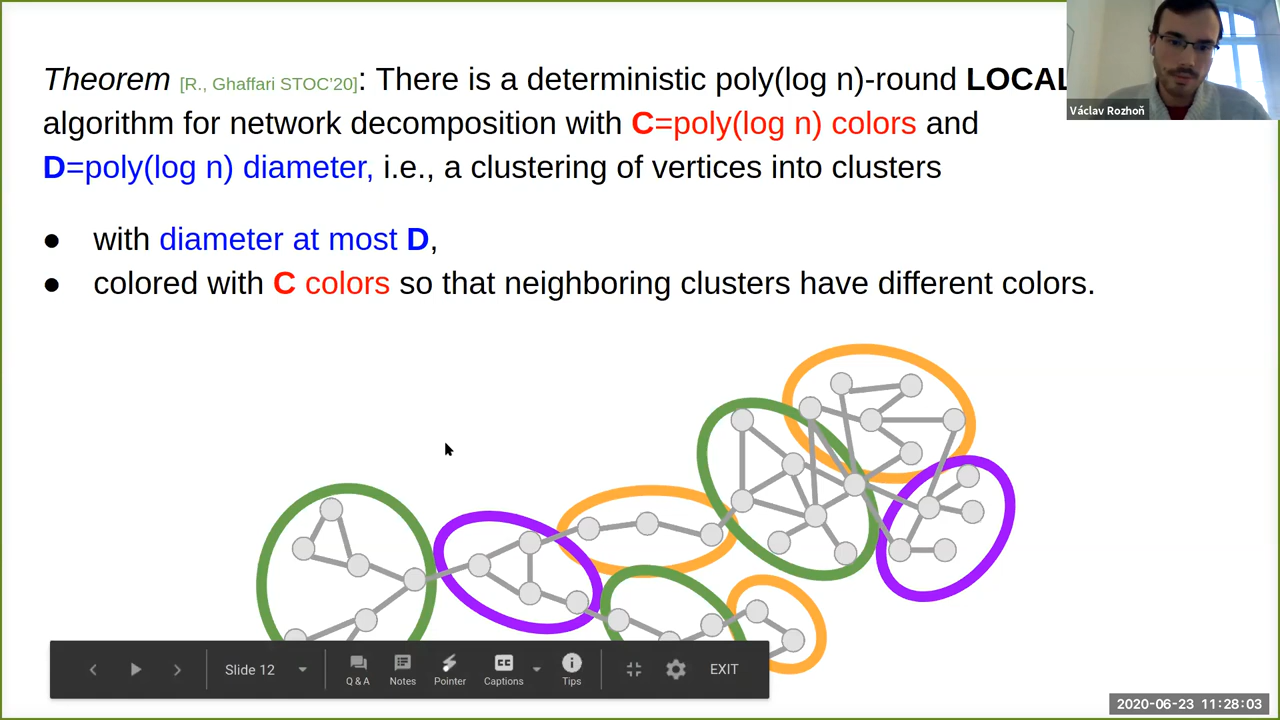 Theorem [R., Ghaffari STOC'20]: There is a deterministic poly(log n)-round LOCAL
algorithm for network decomposition with C=poly(log n) colors and
D=poly(log n) diameter, i.e., a clustering of vertices into clusters
● with diameter at most D,
● colored with C colors so that neighboring clusters have different colors.
Václav Rozhoň
Slide 12
Q & A
Notes
Pointer
CC
Captions
Tips
EXIT
2020-06-23 11:28:03